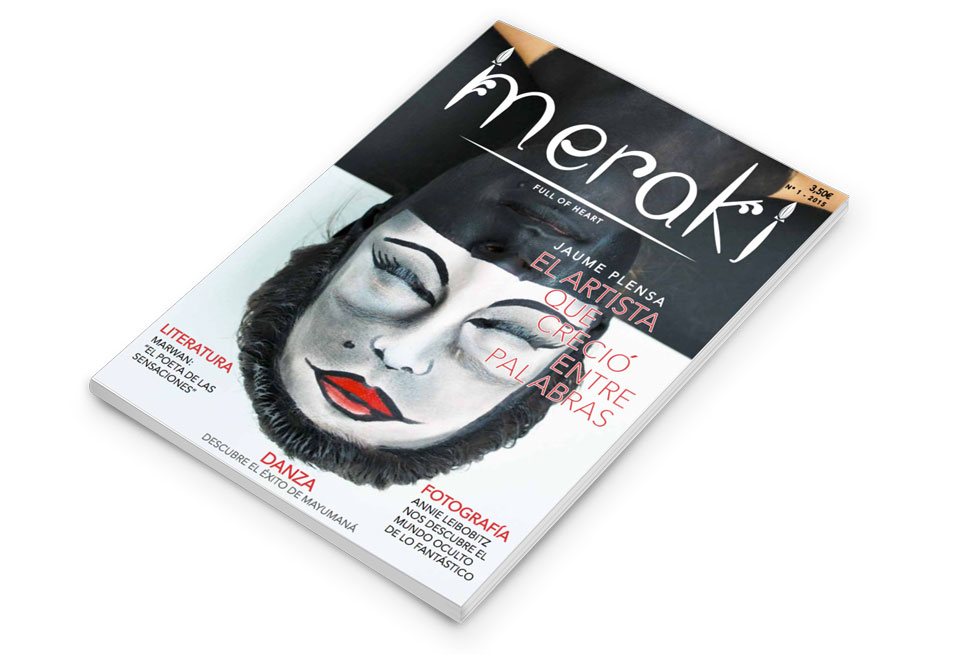 meraki
FULL OF HEART
3,50€
Nº 1 - 2015
JAUME PLENSA
EL ARTISTA
QUE
CRECIÓ
ENTRE
PALABRAS
LITERATURA
MARWAN:
"EL POETA DE LAS
SENSACIONES"
DANZA
DESCUBRE EL ÉXITO DE MAYUMANÁ
FOTOGRAFÍA
ANNIE LEIBOBITZ
NOS DESCUBRE EL
MUNDO OCULTO
DE LO FANTÁSTICO